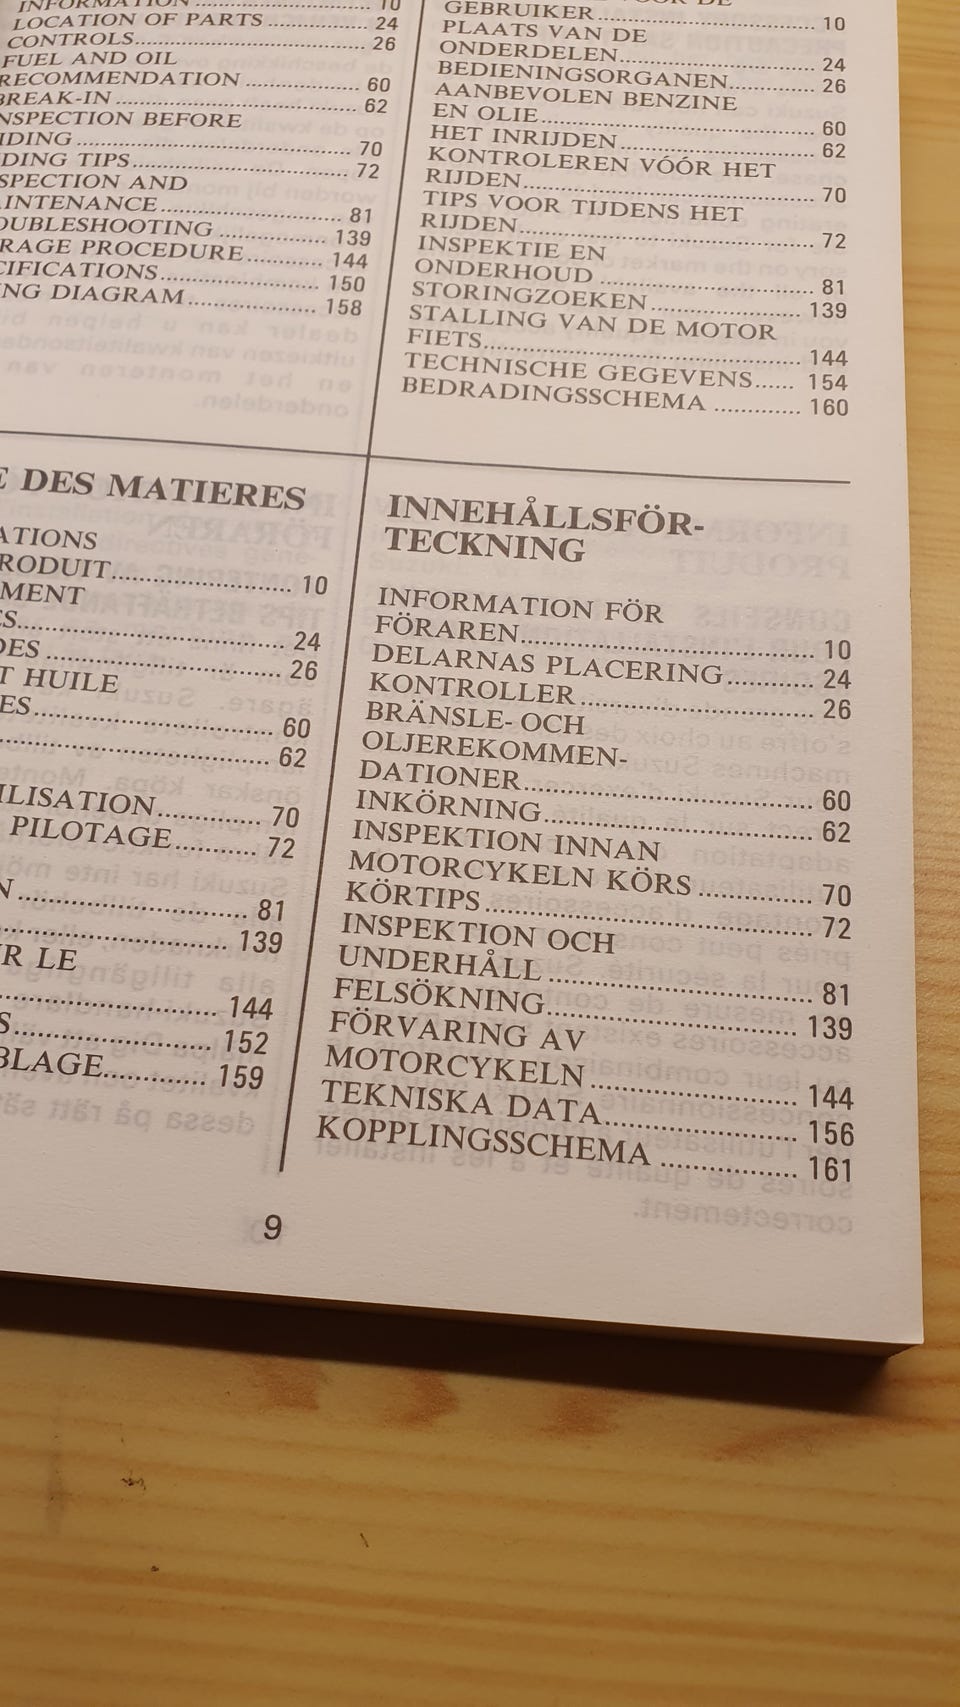 INFORMATION .......... 10
LOCATION OF PARTS .......... 24
CONTROLS .......... 26
FUEL AND OIL
RECOMMENDATION .......... 60
BREAK-IN .......... 62
NSPECTION BEFORE
IDING .......... 70
DING TIPS .......... 72
SPECTION AND
AINTENANCE .......... 81
OUBLESHOOTING .......... 139
RAGE PROCEDURE .......... 144
CIFICATIONS .......... 150
NG DIAGRAM .......... 158
GEBRUIKER .......... 10
PLAATS VAN DE
ONDERDELEN .......... 24
BEDIENINGSORGANEN .......... 26
AANBEVOLEN BENZINE
EN OLIE .......... 60
HET INRIJDEN .......... 62
KONTROLEREN VÓÓR HET
RIJDEN .......... 70
TIPS VOOR TIJDENS HET
RIJDEN .......... 72
INSPEKTIE EN
ONDERHOUD .......... 81
STORINGZOEKEN .......... 139
STALLING VAN DE MOTOR
FIETS .......... 144
TECHNISCHE GEGEVENS ...... 154
BEDRADINGSSCHEMA .......... 160
E DES MATIERES
ATIONS
RODUIT .......... 10
MENT
ES .......... 24
DES .......... 26
T HUILE
ES .......... 60
.......... 62
ILISATION .......... 70
PILOTAGE .......... 72
N .......... 81
.......... 139
R LE
.......... 144
S .......... 152
BLAGE .......... 159
INNEHÅLLSFÖR-
TECKNING
INFORMATION FÖR
FÖRAREN .......... 10
DELARNAS PLACERING .......... 24
KONTROLLER .......... 26
BRÄNSLE- OCH
OLJEREKOMMEN-
DATIONER .......... 60
INKÖRNING .......... 62
INSPEKTION INNAN
MOTORCYKELN KÖRS .......... 70
KÖRTIPS .......... 72
INSPEKTION OCH
UNDERHÅLL .......... 81
FELSÖKNING .......... 139
FÖRVARING AV
MOTORCYKELN .......... 144
TEKNISKA DATA .......... 156
KOPPLINGSSCHEMA .......... 161
9